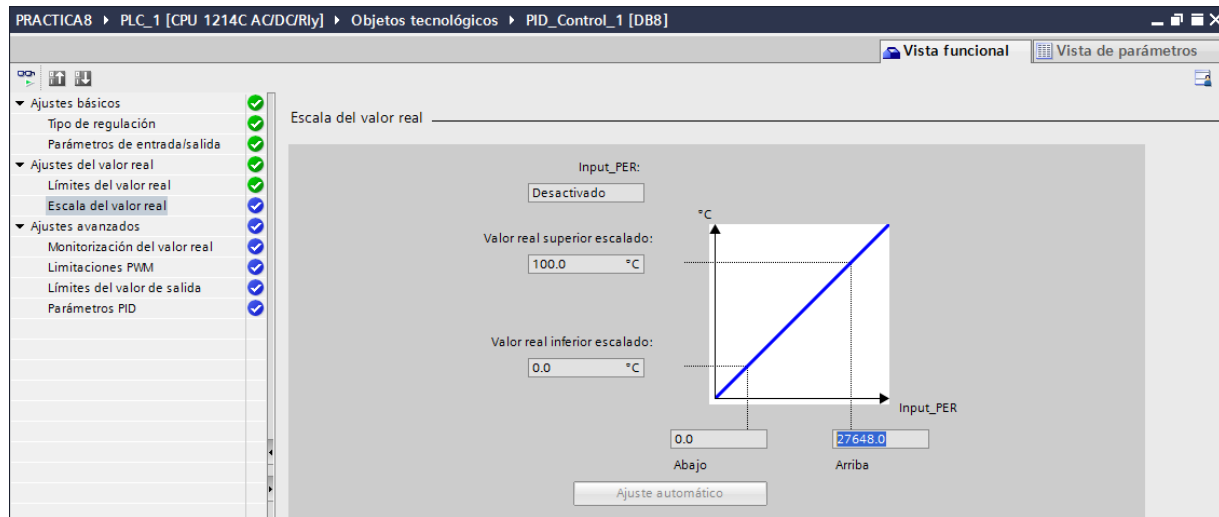 PRACTICA8 ▸ PLC_1 [CPU 1214C AC/DC/Rly] ▸ Objetos tecnológicos ▸ PID_Control_1 [DB8]
Vista funcional
Vista de parámetros
Ajustes básicos
Tipo de regulación
Parámetros de entrada/salida
Ajustes del valor real
Límites del valor real
Escala del valor real
Ajustes avanzados
Monitorización del valor real
Limitaciones PWM
Límites del valor de salida
Parámetros PID
Escala del valor real
Input_PER:
Desactivado
°C
Valor real superior escalado:
100.0 °C
Valor real inferior escalado:
0.0 °C
Input_PER
0.0
27648.0
Abajo
Arriba
Ajuste automático